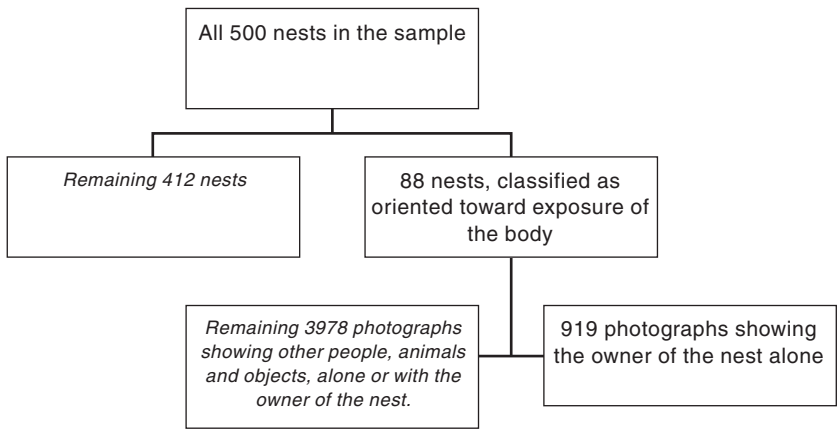 All 500 nests in the sample
Remaining 412 nests
88 nests, classified as
oriented toward exposure of
the body
Remaining 3978 photographs
showing other people, animals
and objects, alone or with the
owner of the nest.
919 photographs showing
the owner of the nest alone